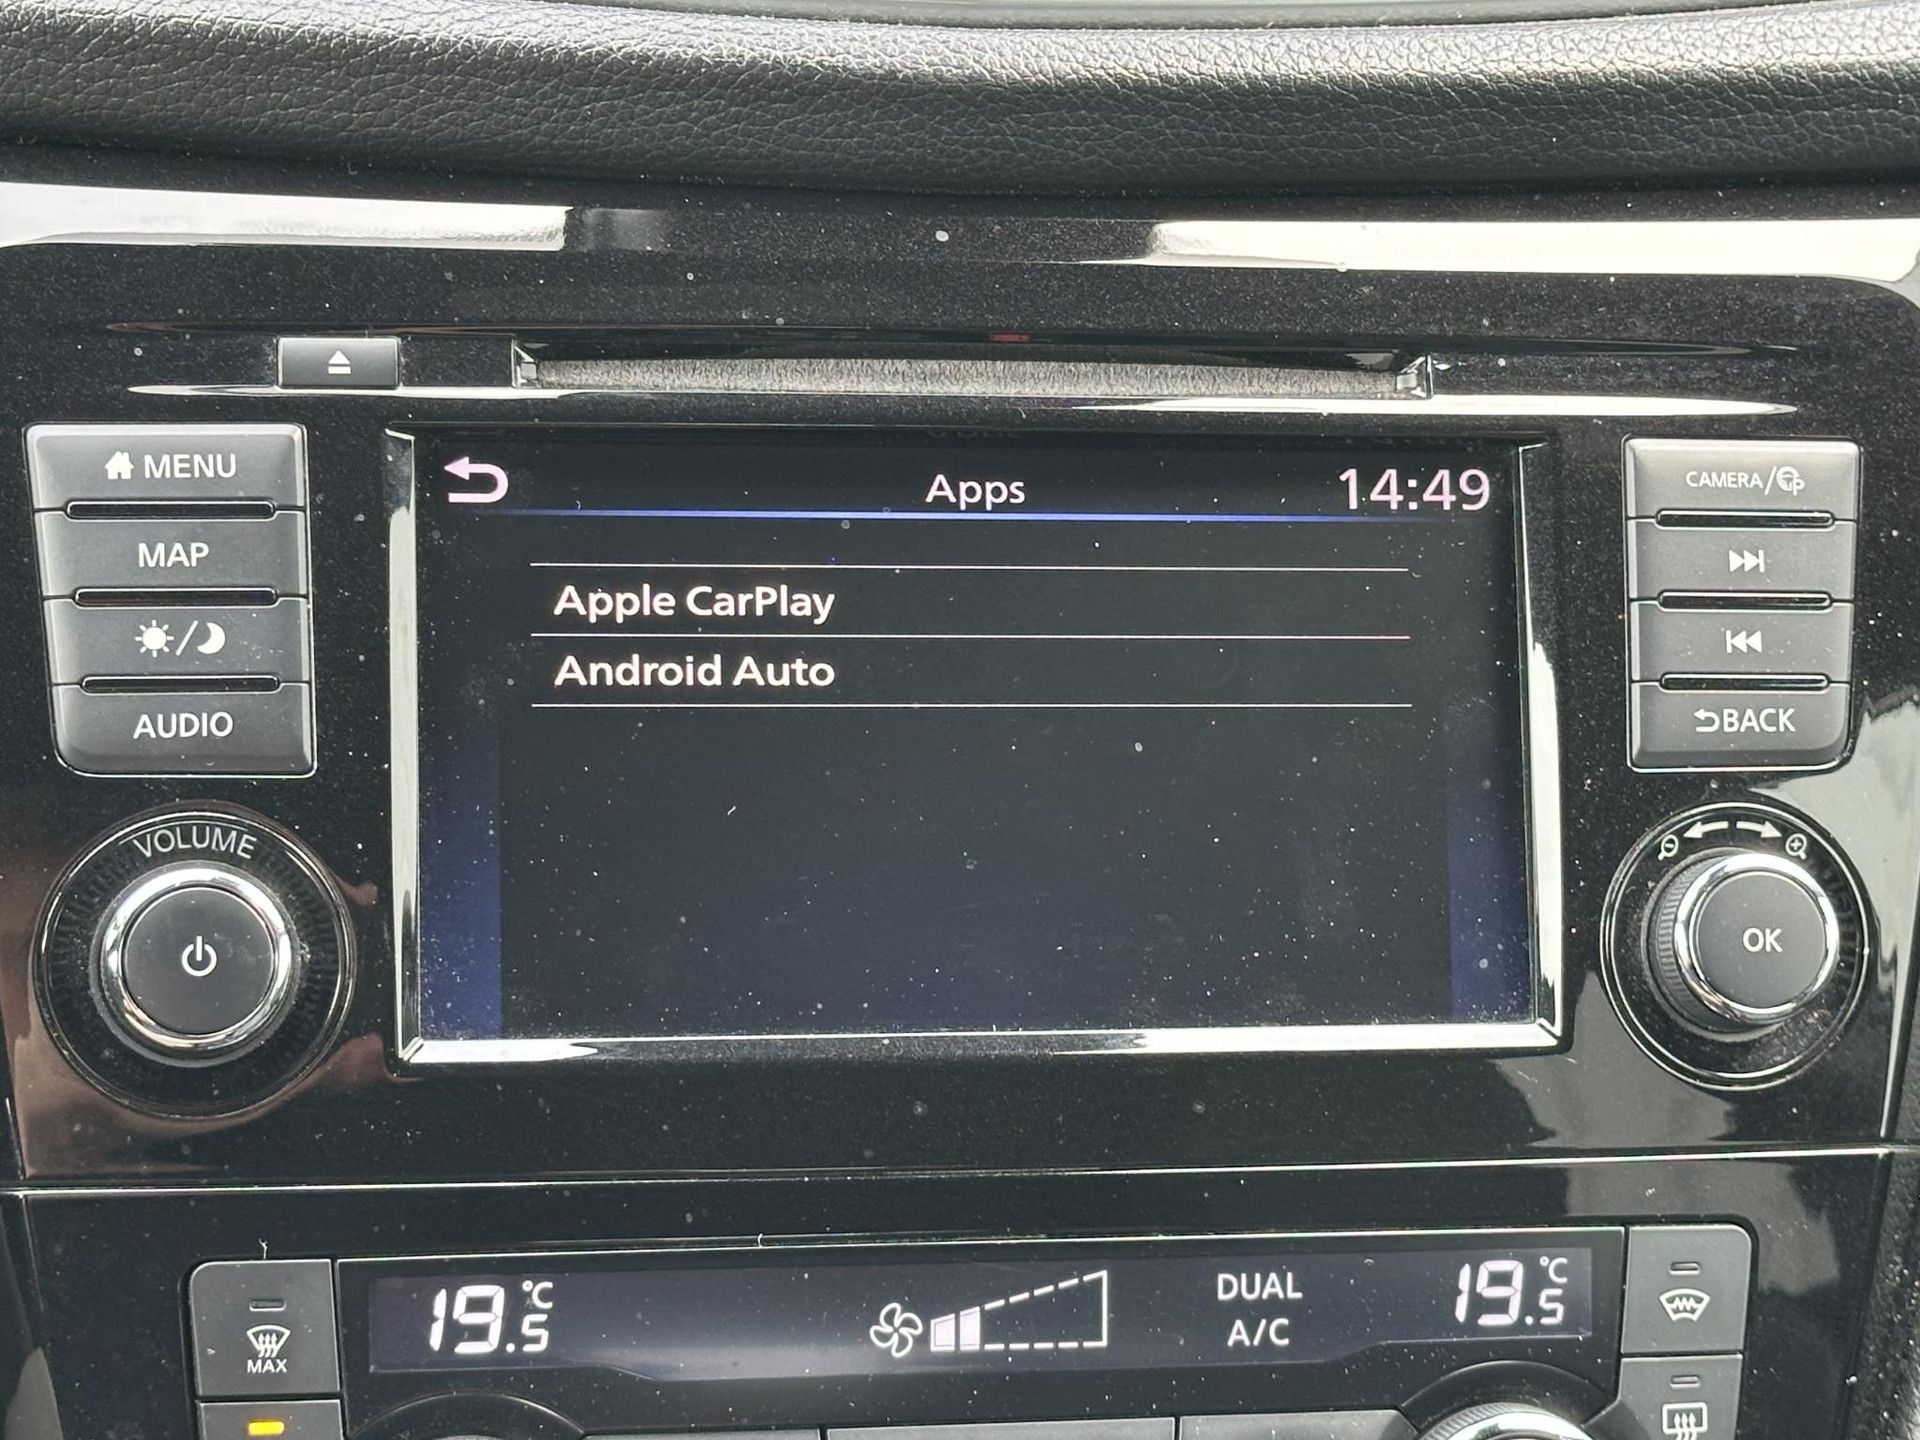 MENU
MAP
AUDIO
VOLUME
Apps
14:49
Apple CarPlay
Android Auto
CAMERA/
BACK
OK
MAX
19.5 °C
DUAL
A/C
19.5 °C